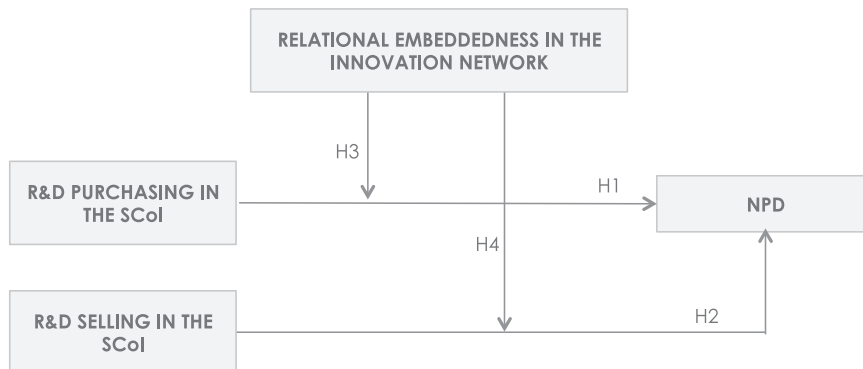 RELATIONAL EMBEDDEDNESS IN THE
INNOVATION NETWORK
H3
R&D PURCHASING IN
THE SCoI
H1
NPD
H4
R&D SELLING IN THE
SCoI
H2